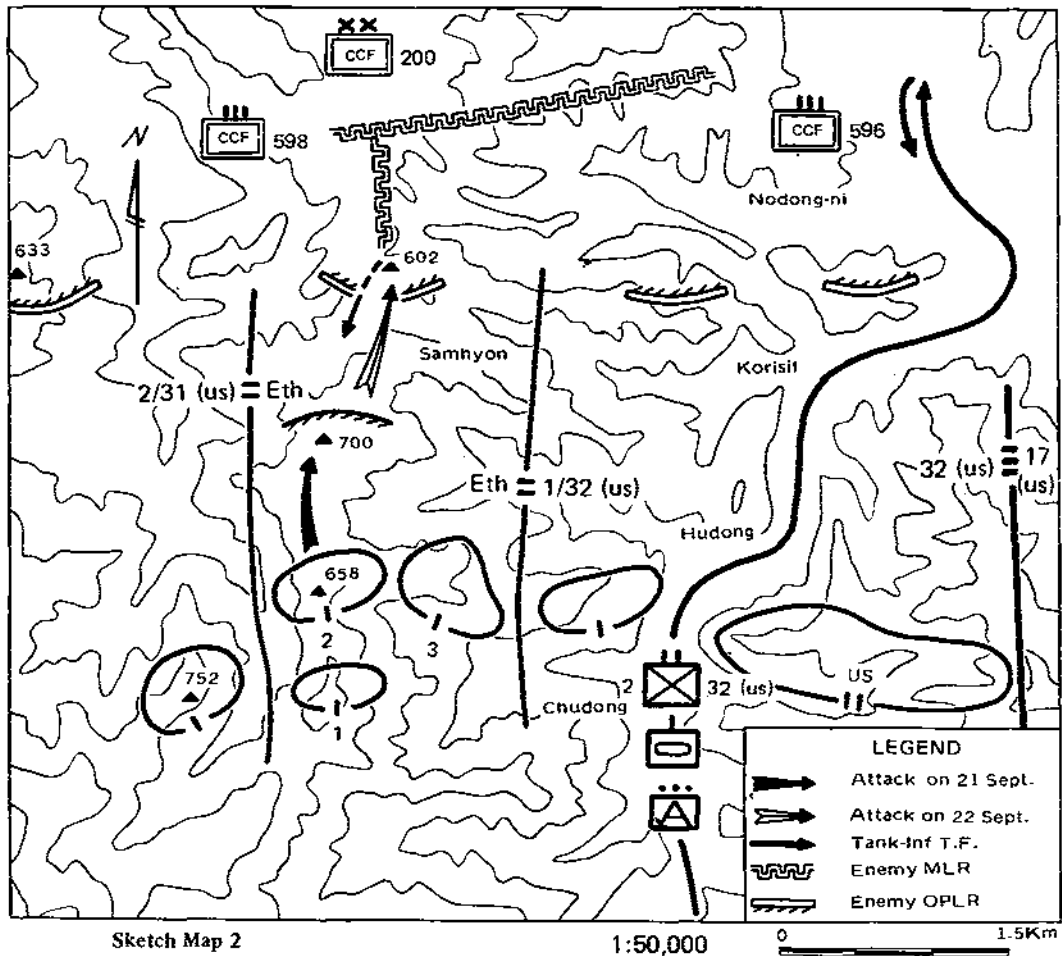 CCF 200
CCF 598
CCF 596
N
Nodong-ni
633
602
Samhyon
Korisil
2/31 (us) Eth
700
32 (us) 17 (us)
Eth 1/32 (us)
Hudong
658
2
3
752
1
2 32 (us)
US
Chudong
LEGEND
Attack on 21 Sept.
Attack on 22 Sept.
Tank-Inf T.F.
Enemy MLR
Enemy OPLR
Sketch Map 2
1:50,000
0 1.5Km